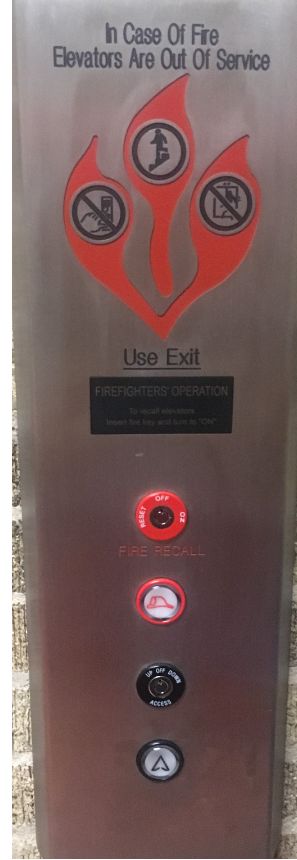 In Case Of Fire
Elevators Are Out Of Service
Use Exit
FIREFIGHTERS' OPERATION
To recall elevators
Insert fire key and turn to "ON"
RESET OFF ON
FIRE RECALL
UP OFF DOWN
ACCESS